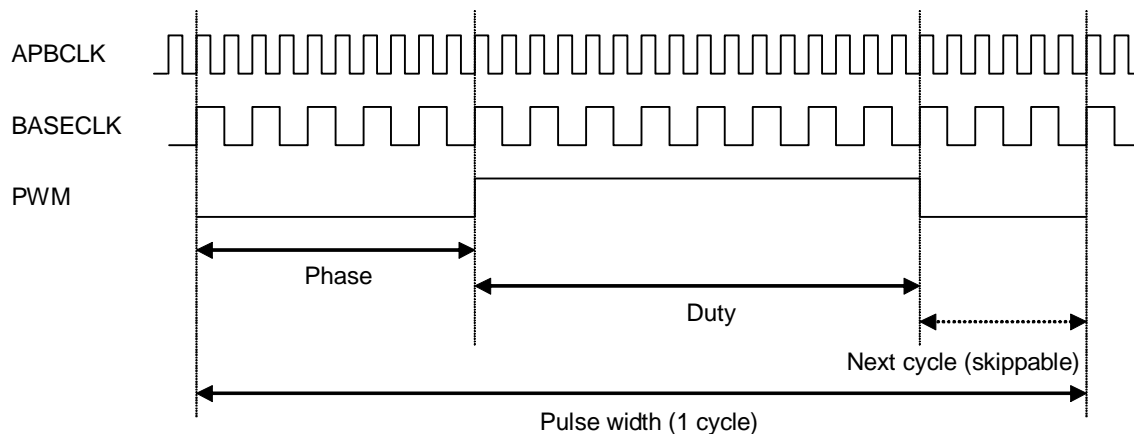 APBCLK
BASECLK
PWM
Phase
Duty
Next cycle (skippable)
Pulse width (1 cycle)